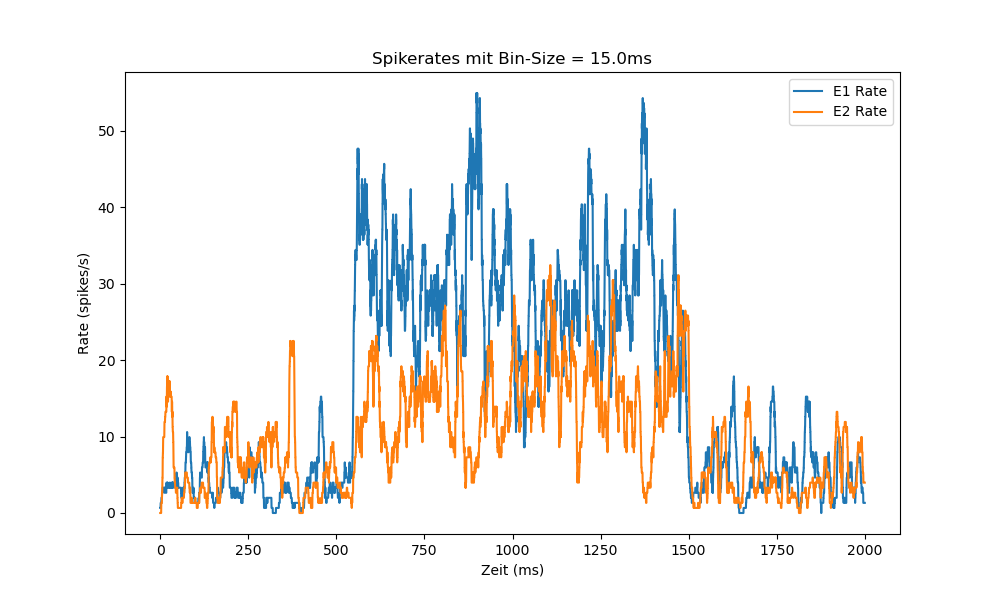 Spikerates mit Bin-Size = 15.0ms
E1 Rate
E2 Rate
Rate (spikes/s)
50
40
30
20
10
0
0 250 500 750 1000 1250 1500 1750 2000
Zeit (ms)